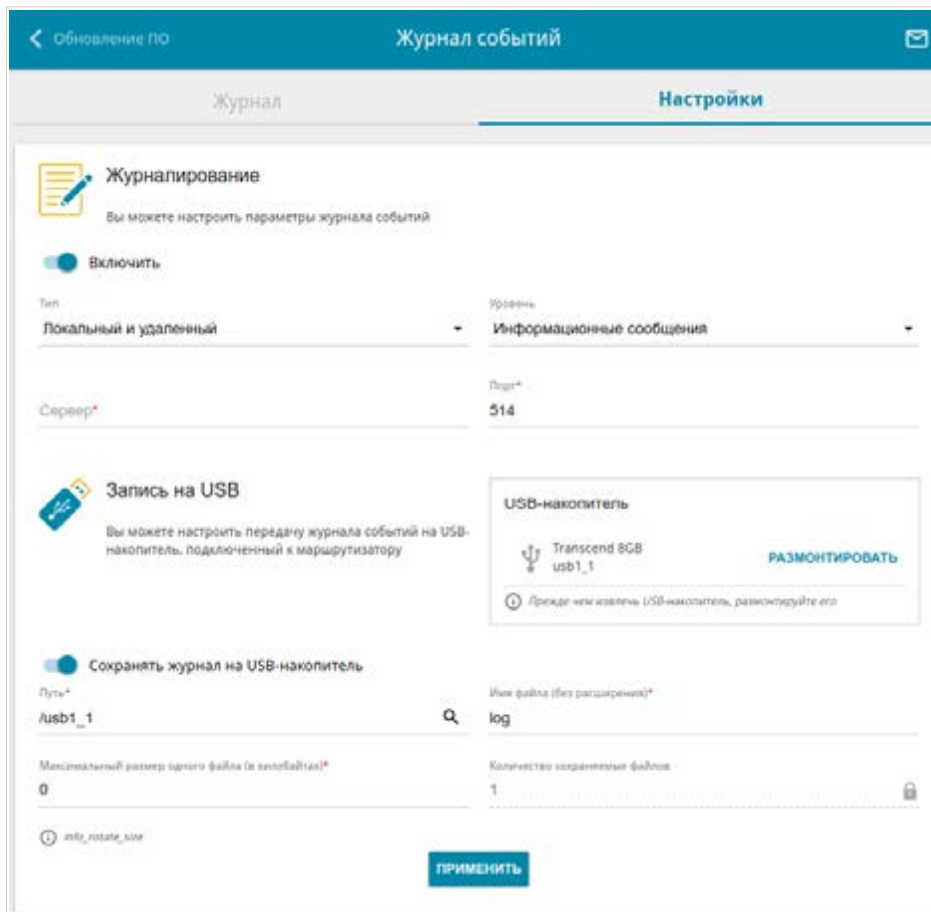 Обновление ПО
Журнал событий
Журнал
Настройки
Журналирование
Вы можете настроить параметры журнала событий
Включить
Тип
Локальный и удаленный
Уровень
Информационные сообщения
Сервер*
Порт*
514
Запись на USB
Вы можете настроить передачу журнала событий на USB-
накопитель, подключенный к маршрутизатору
USB-накопитель
Transcend 8GB
usb1_1
РАЗМОНТИРОВАТЬ
Прежде чем извлечь USB-накопитель, размонтируйте его
Сохранять журнал на USB-накопитель
Путь*
/usb1_1
Имя файла (без расширения)*
log
Максимальный размер одного файла (в килобайтах)*
0
Количество сохраняемых файлов
1
info_rotate_size
ПРИМЕНИТЬ